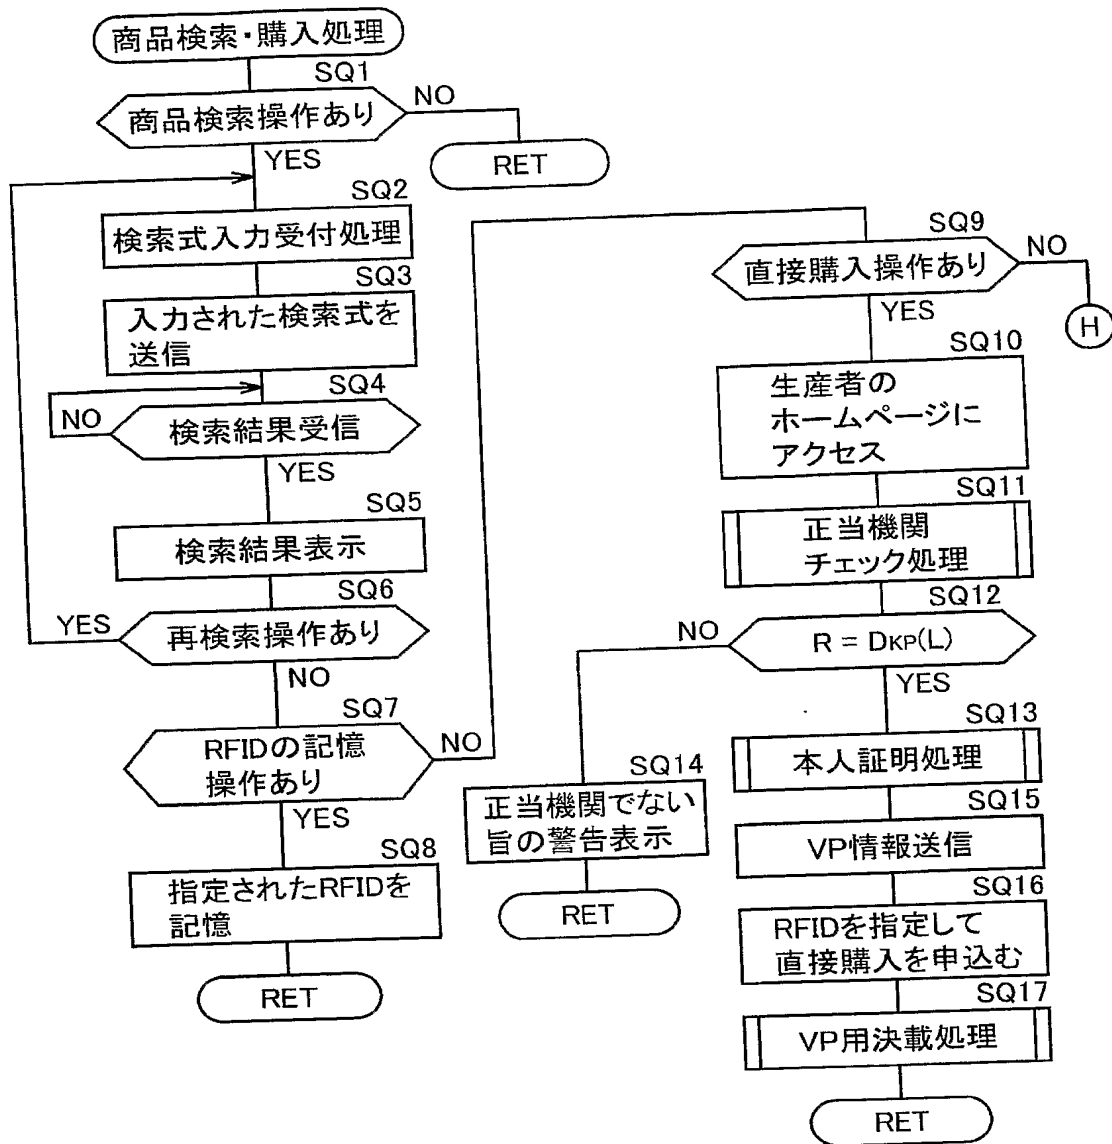 商品検索・購入処理
SQ1
商品検索操作あり
NO
RET
YES
SQ2
検索式入力受付処理
SQ3
入力された検索式を
送信
SQ4
NO
検索結果受信
YES
SQ5
検索結果表示
SQ6
YES
再検索操作あり
NO
SQ7
RFIDの記憶
操作あり
NO
YES
SQ8
指定されたRFIDを
記憶
RET
SQ9
直接購入操作あり
NO
H
YES
SQ10
生産者の
ホームページに
アクセス
SQ11
正当機関
チェック処理
SQ12
NO
R = DKP(L)
YES
SQ14
正当機関でない
旨の警告表示
RET
SQ13
本人証明処理
SQ15
VP情報送信
SQ16
RFIDを指定して
直接購入を申込む
SQ17
VP用決載処理
RET